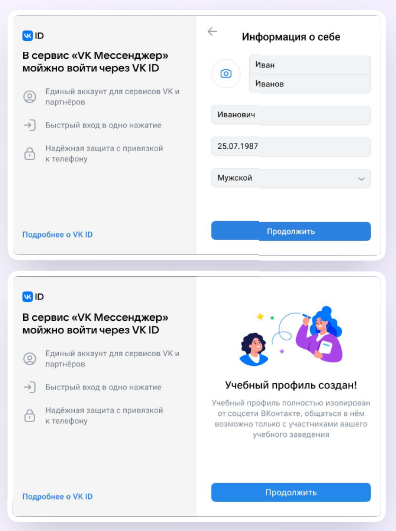 VK ID
В сервис «VK Мессенджер»
мойжно войти через VK ID
Единый аккаунт для сервисов VK и
партнёров
Быстрый вход в одно нажатие
Надёжная защита с привязкой
к телефону
Подробнее о VK ID
Информация о себе
Иван
Иванов
Иванович
25.07.1987
Мужской
Продолжить
VK ID
В сервис «VK Мессенджер»
мойжно войти через VK ID
Единый аккаунт для сервисов VK и
партнёров
Быстрый вход в одно нажатие
Надёжная защита с привязкой
к телефону
Подробнее о VK ID
Учебный профиль создан!
Учебный профиль полностью изолирован
от соцсети ВКонтакте, общаться в нём
возможно только с участниками вашего
учебного заведения
Продолжить